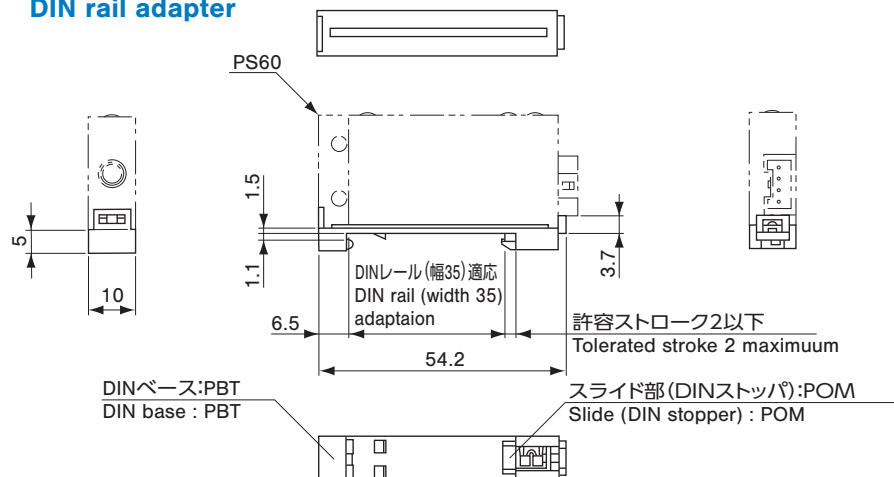 DIN rail adapter
PS60
1.5
5
1.1
3.7
10
DINレール(幅35)適応
DIN rail (width 35)
adaptaion
6.5
許容ストローク2以下
Tolerated stroke 2 maximuum
54.2
DINベース:PBT
DIN base : PBT
スライド部(DINストッパ):POM
Slide (DIN stopper) : POM